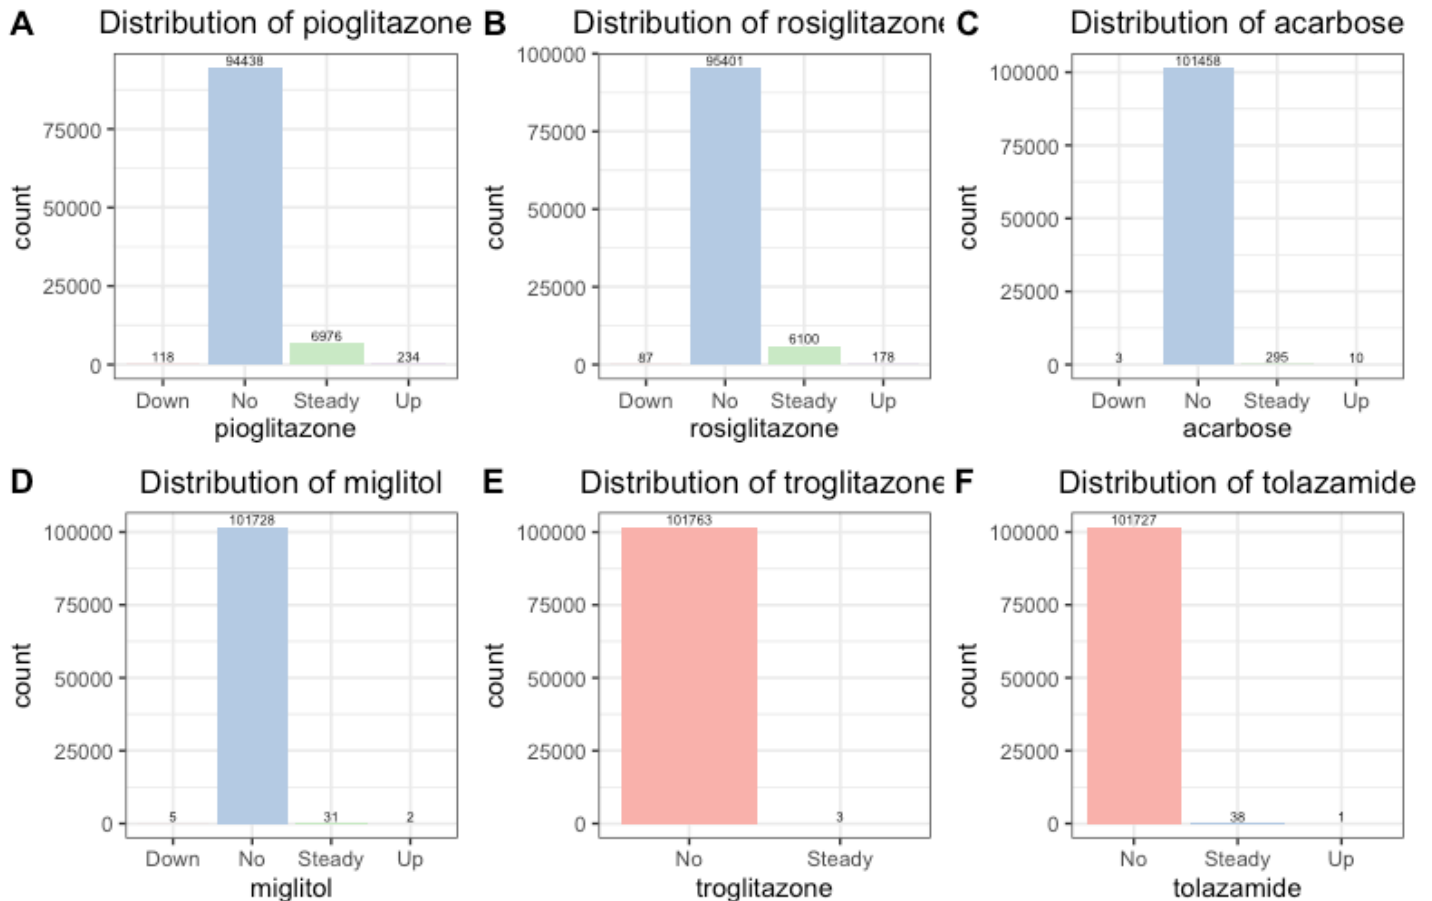 A Distribution of pioglitazone
94438
75000
50000
25000
0
count
118
6976
234
Down No Steady Up
pioglitazone
B Distribution of rosiglitazone
100000
95401
75000
50000
25000
0
count
87
6100
178
Down No Steady Up
rosiglitazone
C Distribution of acarbose
101458
100000
75000
50000
25000
0
count
3
295
10
Down No Steady Up
acarbose
D Distribution of miglitol
101728
100000
75000
50000
25000
0
count
5
31
2
Down No Steady Up
miglitol
E Distribution of troglitazone
101763
100000
75000
50000
25000
0
count
3
No Steady
troglitazone
F Distribution of tolazamide
101727
100000
75000
50000
25000
0
count
38
1
No Steady Up
tolazamide